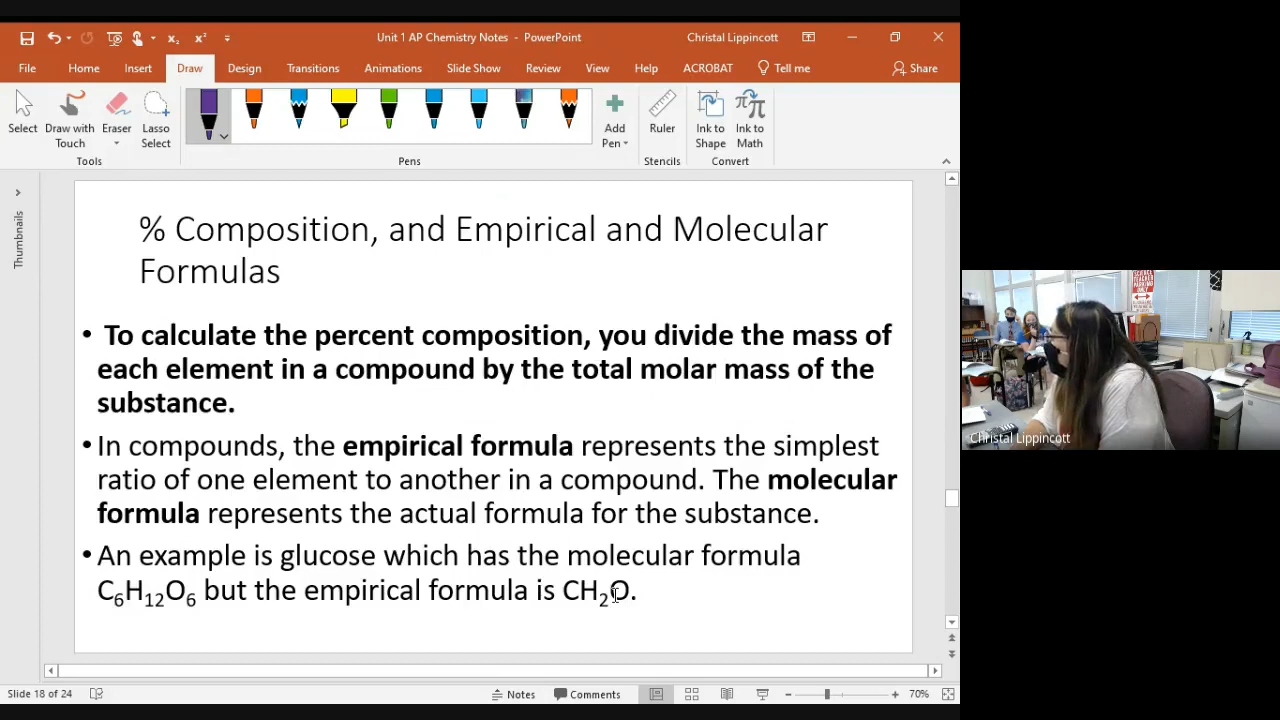 Unit 1 AP Chemistry Notes - PowerPoint
Christal Lippincott
File Home Insert Draw Design Transitions Animations Slide Show Review View Help ACROBAT Tell me Share
Select
Draw with Touch
Eraser
Lasso Select
Add Pen
Ruler
Ink to Shape
Ink to Math
Tools
Pens
Stencils
Convert
Thumbnails
% Composition, and Empirical and Molecular
Formulas
• To calculate the percent composition, you divide the mass of
each element in a compound by the total molar mass of the
substance.
• In compounds, the empirical formula represents the simplest
ratio of one element to another in a compound. The molecular
formula represents the actual formula for the substance.
• An example is glucose which has the molecular formula
C₆H₁₂O₆ but the empirical formula is CH₂O.
Slide 18 of 24
Notes
Comments
70%
PARKING
ONLY
Christal Lippincott